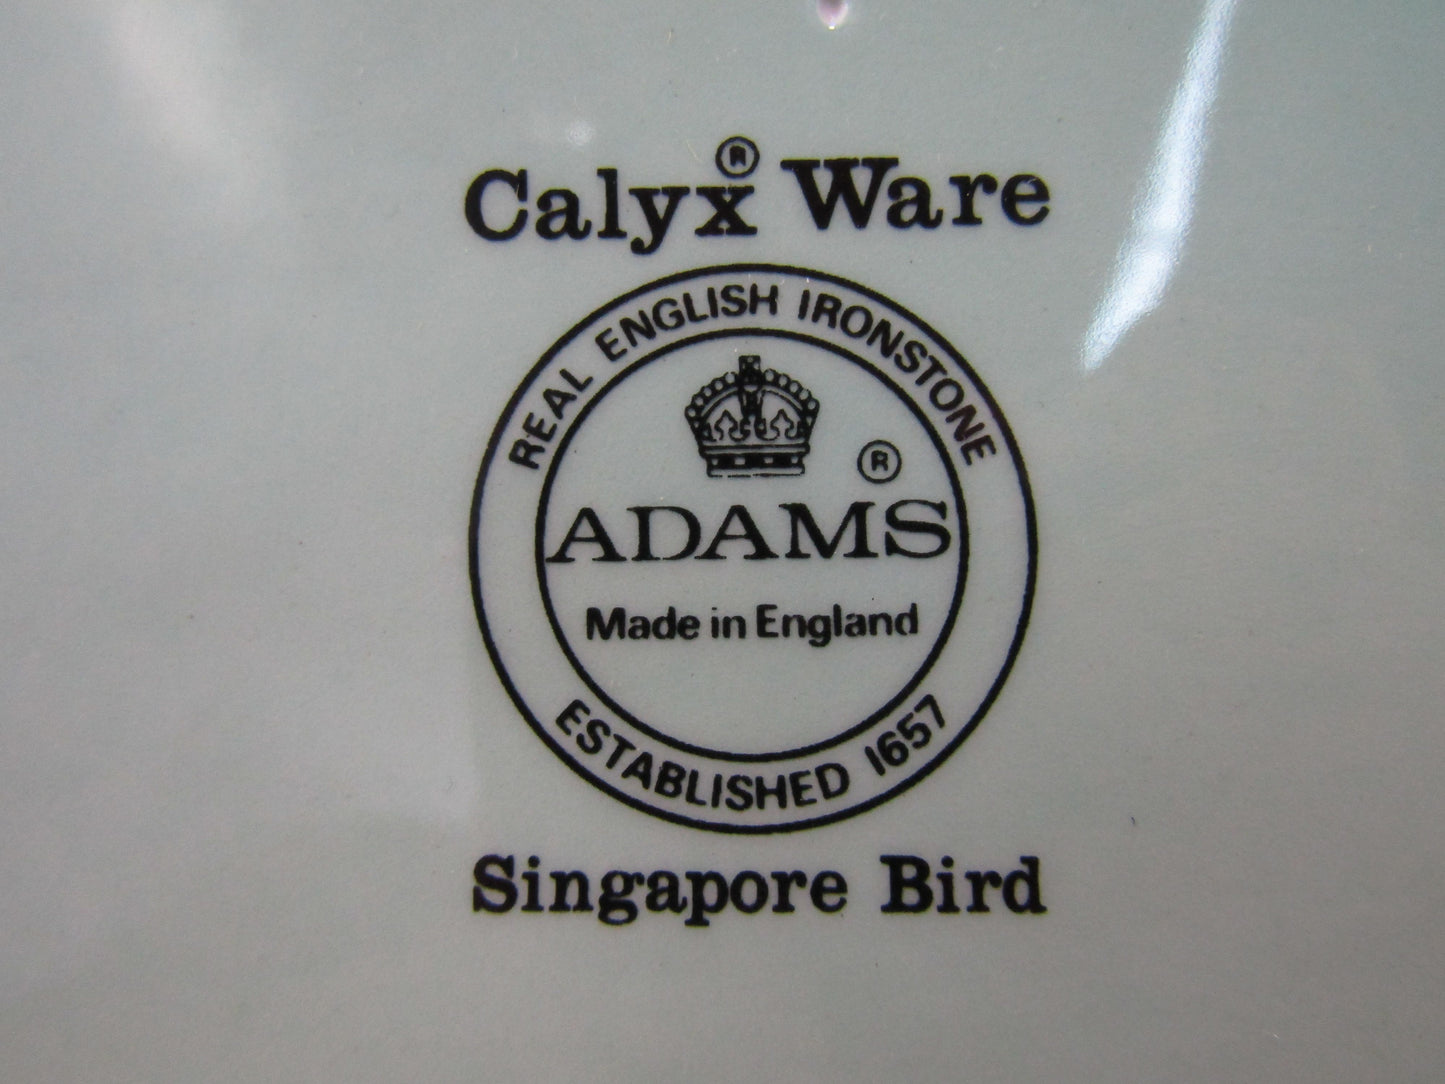 Calyx® Ware
REAL ENGLISH IRONSTONE
®
ADAMS
Made in England
ESTABLISHED 1657
Singapore Bird